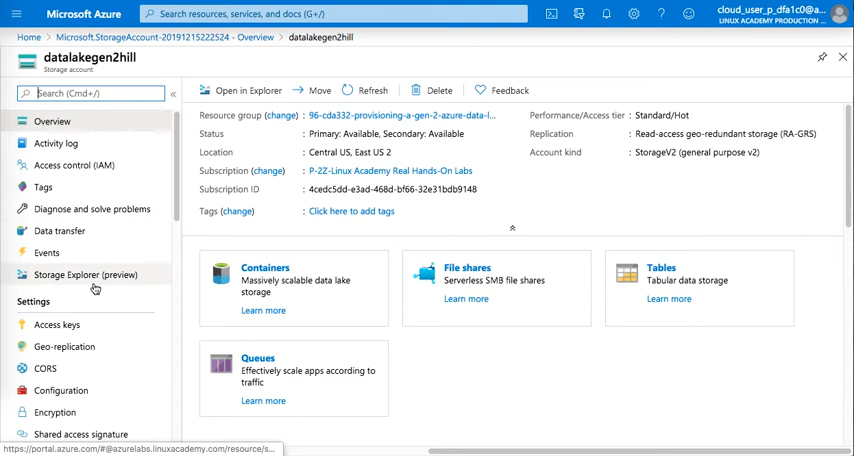 Microsoft Azure
Search resources, services, and docs (G+/)
cloud_user_p_dfa1c0@a...
LINUX ACADEMY PRODUCTION ...
Home > Microsoft.StorageAccount-20191215222524 - Overview > datalakegen2hill
datalakegen2hill
Storage account
Search (Cmd+/)
Overview
Activity log
Access control (IAM)
Tags
Diagnose and solve problems
Data transfer
Events
Storage Explorer (preview)
Settings
Access keys
Geo-replication
CORS
Configuration
Encryption
Shared access signature
https://portal.azure.com/#@azurelabs.linuxacademy.com/resource/s...
Open in Explorer
Move
Refresh
Delete
Feedback
Resource group (change) : 96-cda332-provisioning-a-gen-2-azure-data-l...
Status : Primary: Available, Secondary: Available
Location : Central US, East US 2
Subscription (change) : P-2Z-Linux Academy Real Hands-On Labs
Subscription ID : 4cedc5dd-e3ad-468d-bf66-32e31bdb9148
Tags (change) : Click here to add tags
Performance/Access tier : Standard/Hot
Replication : Read-access geo-redundant storage (RA-GRS)
Account kind : StorageV2 (general purpose v2)
Containers
Massively scalable data lake
storage
Learn more
File shares
Serverless SMB file shares
Learn more
Tables
Tabular data storage
Learn more
Queues
Effectively scale apps according to
traffic
Learn more